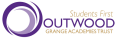 Students First
OUTWOOD
GRANGE ACADEMIES TRUST